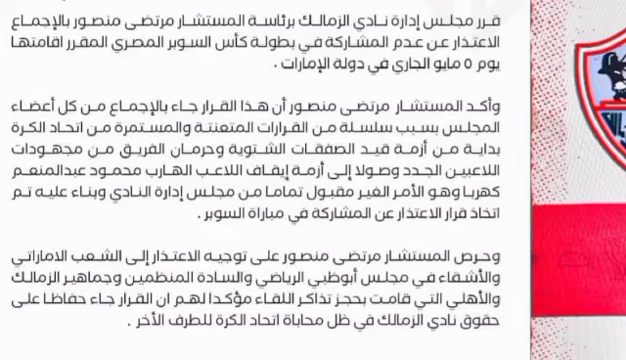 قرر مجلس إدارة نادي الزمالك برئاسة المستشار مرتضى منصور بالإجماع
الاعتذار عن عدم المشاركة في بطولة كأس السوبر المصري المقرر اقامتها
يوم ٥ مايو الجاري في دولة الإمارات .
وأكد المستشار مرتضى منصور أن هذا القرار جاء بالإجماع من كل أعضاء
المجلس بسبب سلسلة من القرارات المتعنتة والمستمرة من اتحاد الكرة
بداية من أزمة قيد الصفقات الشتوية وحرمان الفريق من مجهودات
اللاعبين الجدد وصولا إلى أزمة إيقاف اللاعب الهارب محمود عبدالمنعم
كهربا وهو الأمر الغير مقبول تماما من مجلس إدارة النادي وبناء عليه تم
اتخاذ قرار الاعتذار عن المشاركة في مباراة السوبر .
وحرص المستشار مرتضى منصور على توجيه الاعتذار إلى الشعب الاماراتي
والأشقاء في مجلس أبوظبي الرياضي والسادة المنظمين وجماهير الزمالك
والأهلي التي قامت بحجز تذاكر اللقاء مؤكدا لهم ان القرار جاء حفاظا على
حقوق نادي الزمالك في ظل محاباة اتحاد الكرة للطرف الأخر .